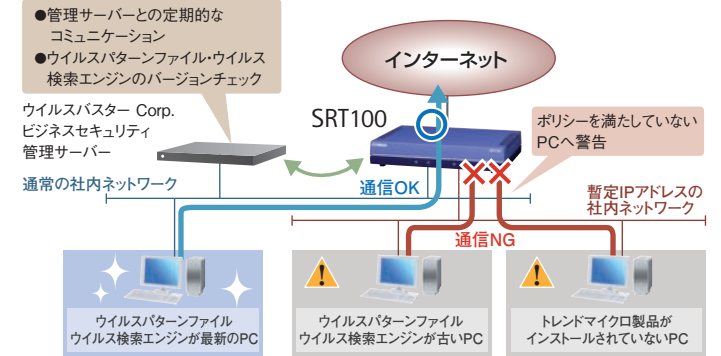 ●管理サーバーとの定期的な
コミュニケーション
●ウイルスパターンファイル・ウイルス
検索エンジンのバージョンチェック
インターネット
ウイルスバスター Corp.
ビジネスセキュリティ
管理サーバー
SRT100
ポリシーを満たしていない
PCへ警告
通常の社内ネットワーク
通信OK
暫定IPアドレスの
社内ネットワーク
通信NG
ウイルスパターンファイル
ウイルス検索エンジンが最新のPC
ウイルスパターンファイル
ウイルス検索エンジンが古いPC
トレンドマイクロ製品が
インストールされていないPC